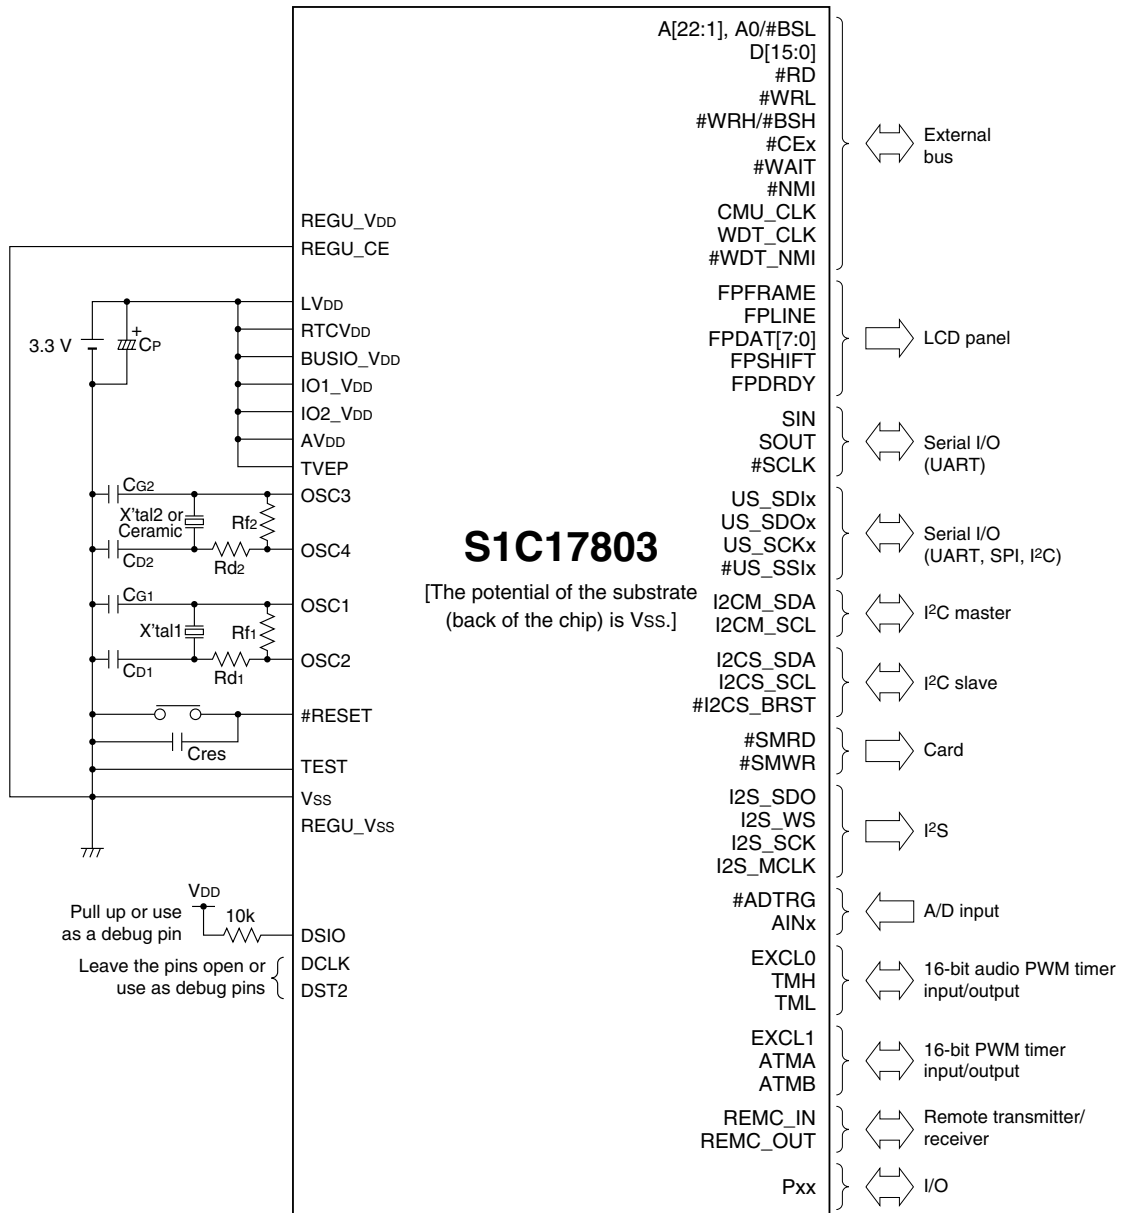 A[22:1], A0/#BSL
D[15:0]
#RD
#WRL
#WRH/#BSH
#CEx
#WAIT
#NMI
CMU_CLK
WDT_CLK
#WDT_NMI
External
bus
REGU_VDD
REGU_CE
LVDD
RTCVDD
BUSIO_VDD
IO1_VDD
IO2_VDD
AVDD
TVEP
3.3 V
+
CP
FPFRAME
FPLINE
FPDAT[7:0]
FPSHIFT
FPDRDY
LCD panel
SIN
SOUT
#SCLK
Serial I/O
(UART)
CG2
X'tal2 or
Ceramic
Rf2
CD2
Rd2
OSC3
OSC4
CG1
X'tal1
Rf1
CD1
Rd1
OSC1
OSC2
S1C17803
[The potential of the substrate
(back of the chip) is VSS.]
US_SDIx
US_SDOx
US_SCKx
#US_SSIx
Serial I/O
(UART, SPI, I2C)
I2CM_SDA
I2CM_SCL
I2C master
I2CS_SDA
I2CS_SCL
#I2CS_BRST
I2C slave
#RESET
Cres
TEST
VSS
REGU_VSS
#SMRD
#SMWR
Card
I2S_SDO
I2S_WS
I2S_SCK
I2S_MCLK
I2S
VDD
Pull up or use
as a debug pin
10k
DSIO
Leave the pins open or
use as debug pins
DCLK
DST2
#ADTRG
AINx
A/D input
EXCL0
TMH
TML
16-bit audio PWM timer
input/output
EXCL1
ATMA
ATMB
16-bit PWM timer
input/output
REMC_IN
REMC_OUT
Remote transmitter/
receiver
Pxx
I/O